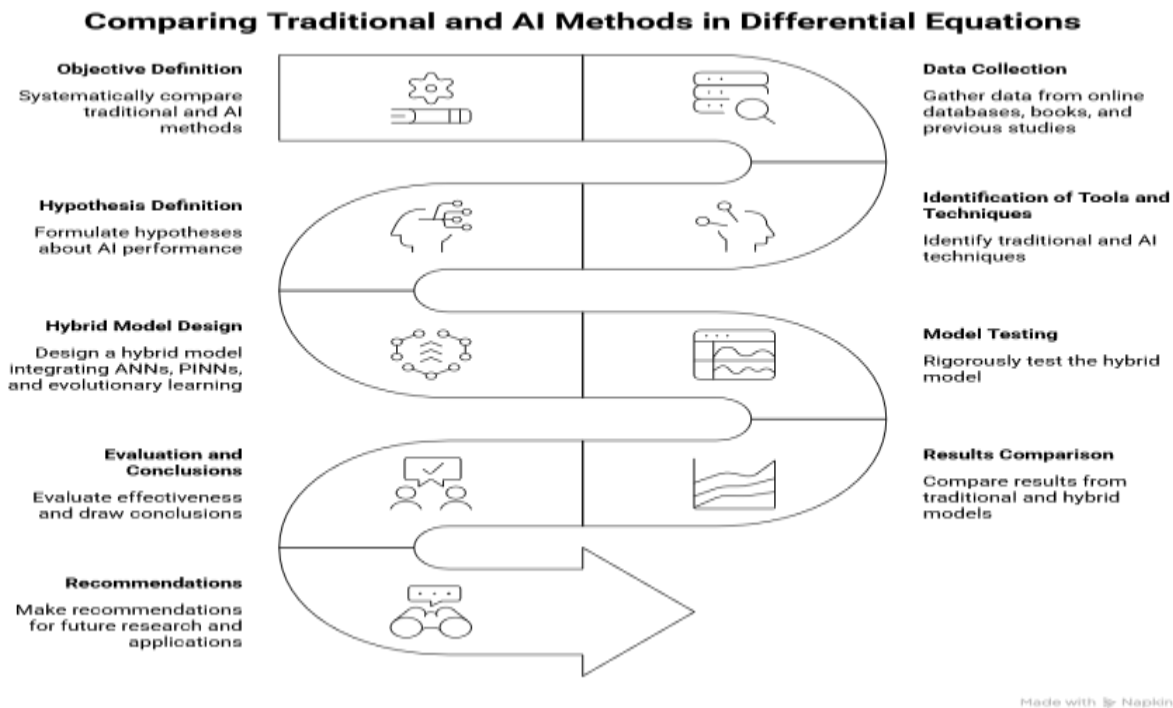 Comparing Traditional and AI Methods in Differential Equations
Objective Definition
Systematically compare
traditional and AI
methods
Data Collection
Gather data from online
databases, books, and
previous studies
Identification of Tools and
Techniques
Identify traditional and AI
techniques
Hypothesis Definition
Formulate hypotheses
about AI performance
Hybrid Model Design
Design a hybrid model
integrating ANNs, PINNs,
and evolutionary learning
Model Testing
Rigorously test the hybrid
model
Results Comparison
Compare results from
traditional and hybrid
models
Evaluation and
Conclusions
Evaluate effectiveness
and draw conclusions
Recommendations
Make recommendations
for future research and
applications
Made with Napkin